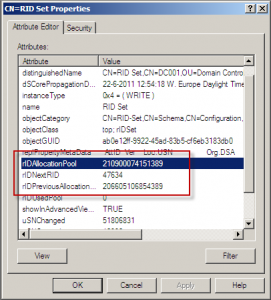 CN=RID Set Properties
Attribute Editor Security
Attributes:
Attribute Value
distinguishedName CN=RID Set,CN=DC001,OU=Domain Contro
dSCorePropagationD... 22-6-2011 12:54:18 W. Europe Daylight Time
instanceType 0x4 = ( WRITE )
name RID Set
objectCategory CN=RID-Set,CN=Schema,CN=Configuration,
objectClass top; rIDSet
objectGUID ab0e12ff-9922-45ad-83b5-cf6eb3183db0
replPropertyMetaData AttID Ver Loc.USN Org.DSA
rIDAllocationPool 210900074151389
rIDNextRID 47634
rIDPreviousAllocation... 206605106854389
rIDUsedPool 0
showInAdvancedView... TRUE
uSNChanged 51806831
View Filter
OK Cancel Apply Help